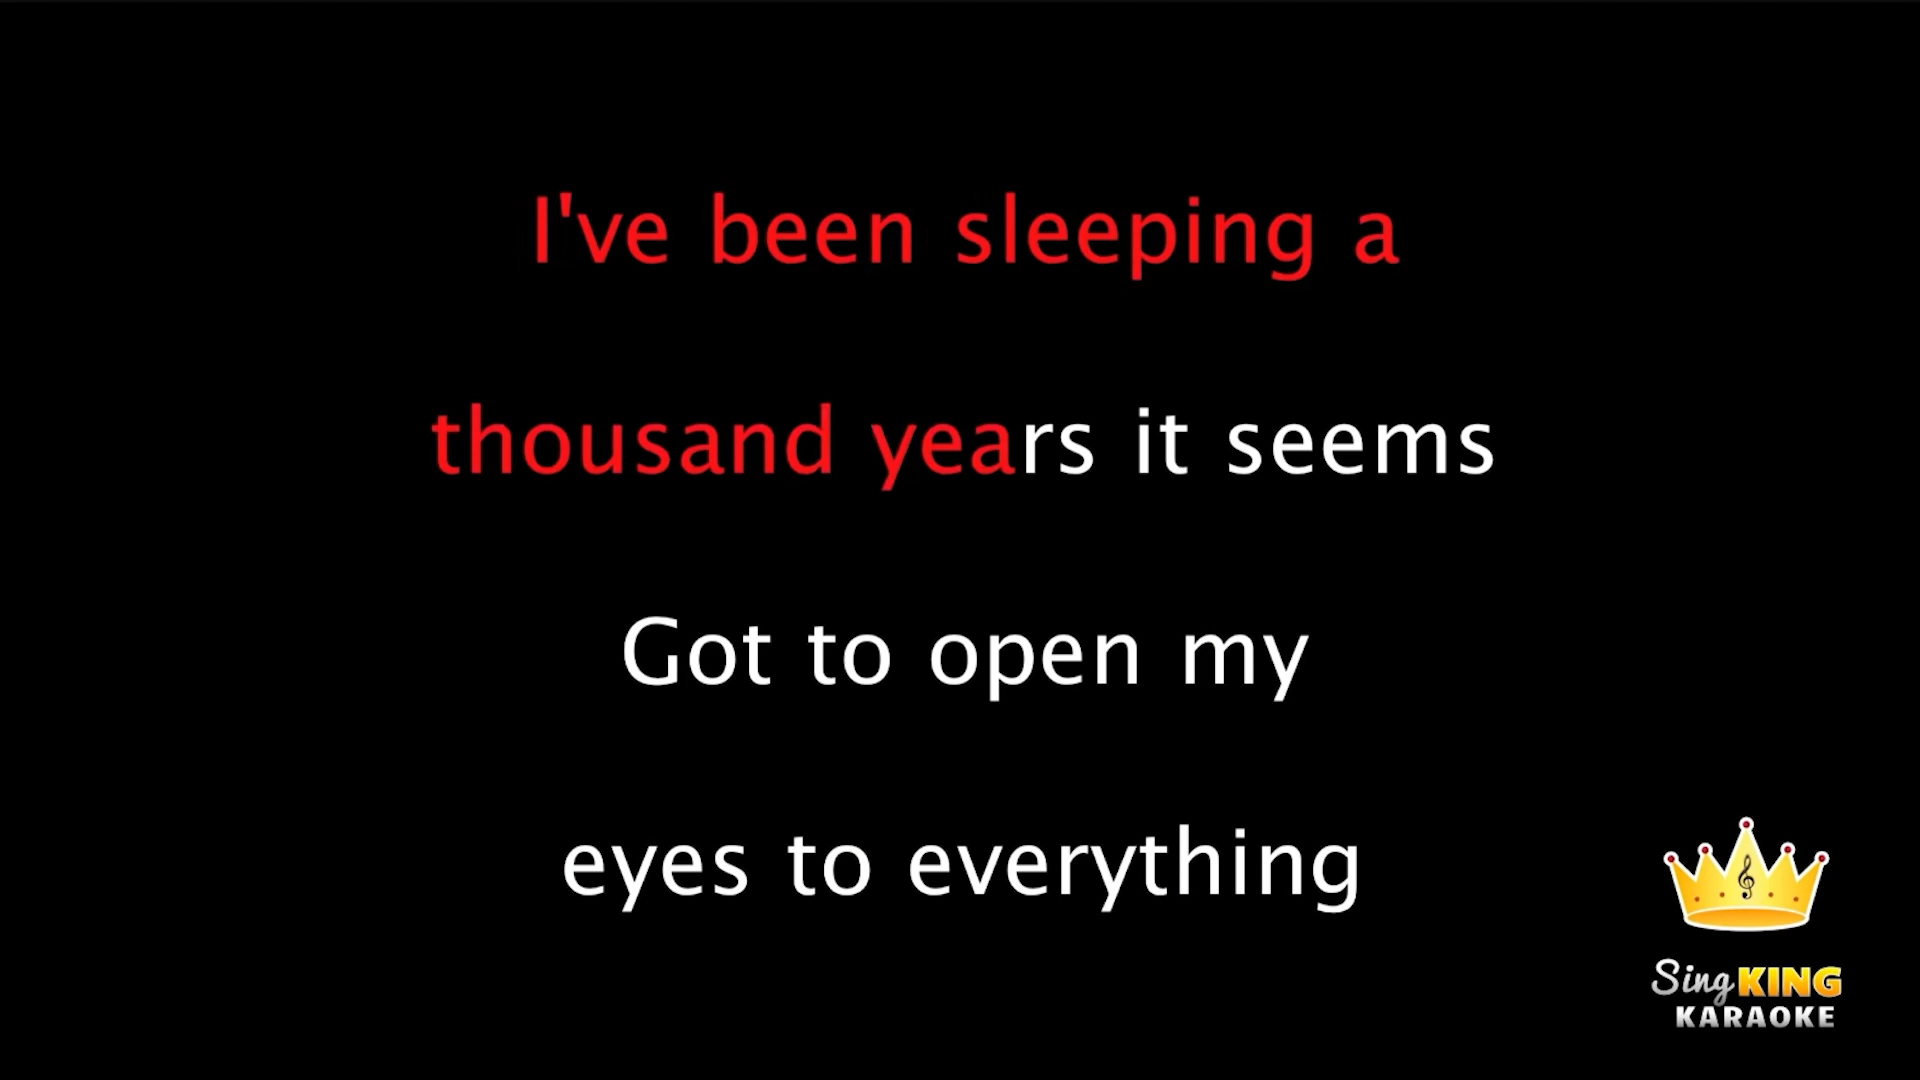 I've been sleeping a
thousand years it seems
Got to open my
eyes to everything
Sing KING
KARAOKE